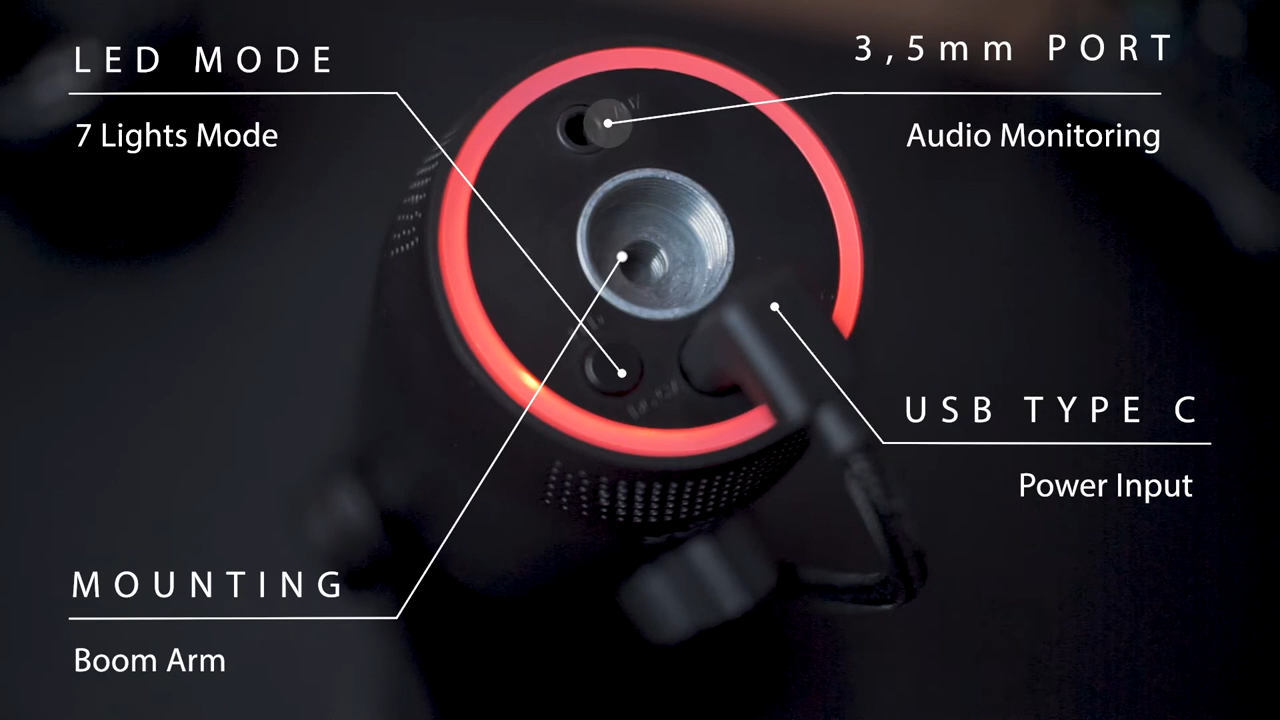 LED MODE
7 Lights Mode
3,5mm PORT
Audio Monitoring
USB TYPE C
Power Input
MOUNTING
Boom Arm